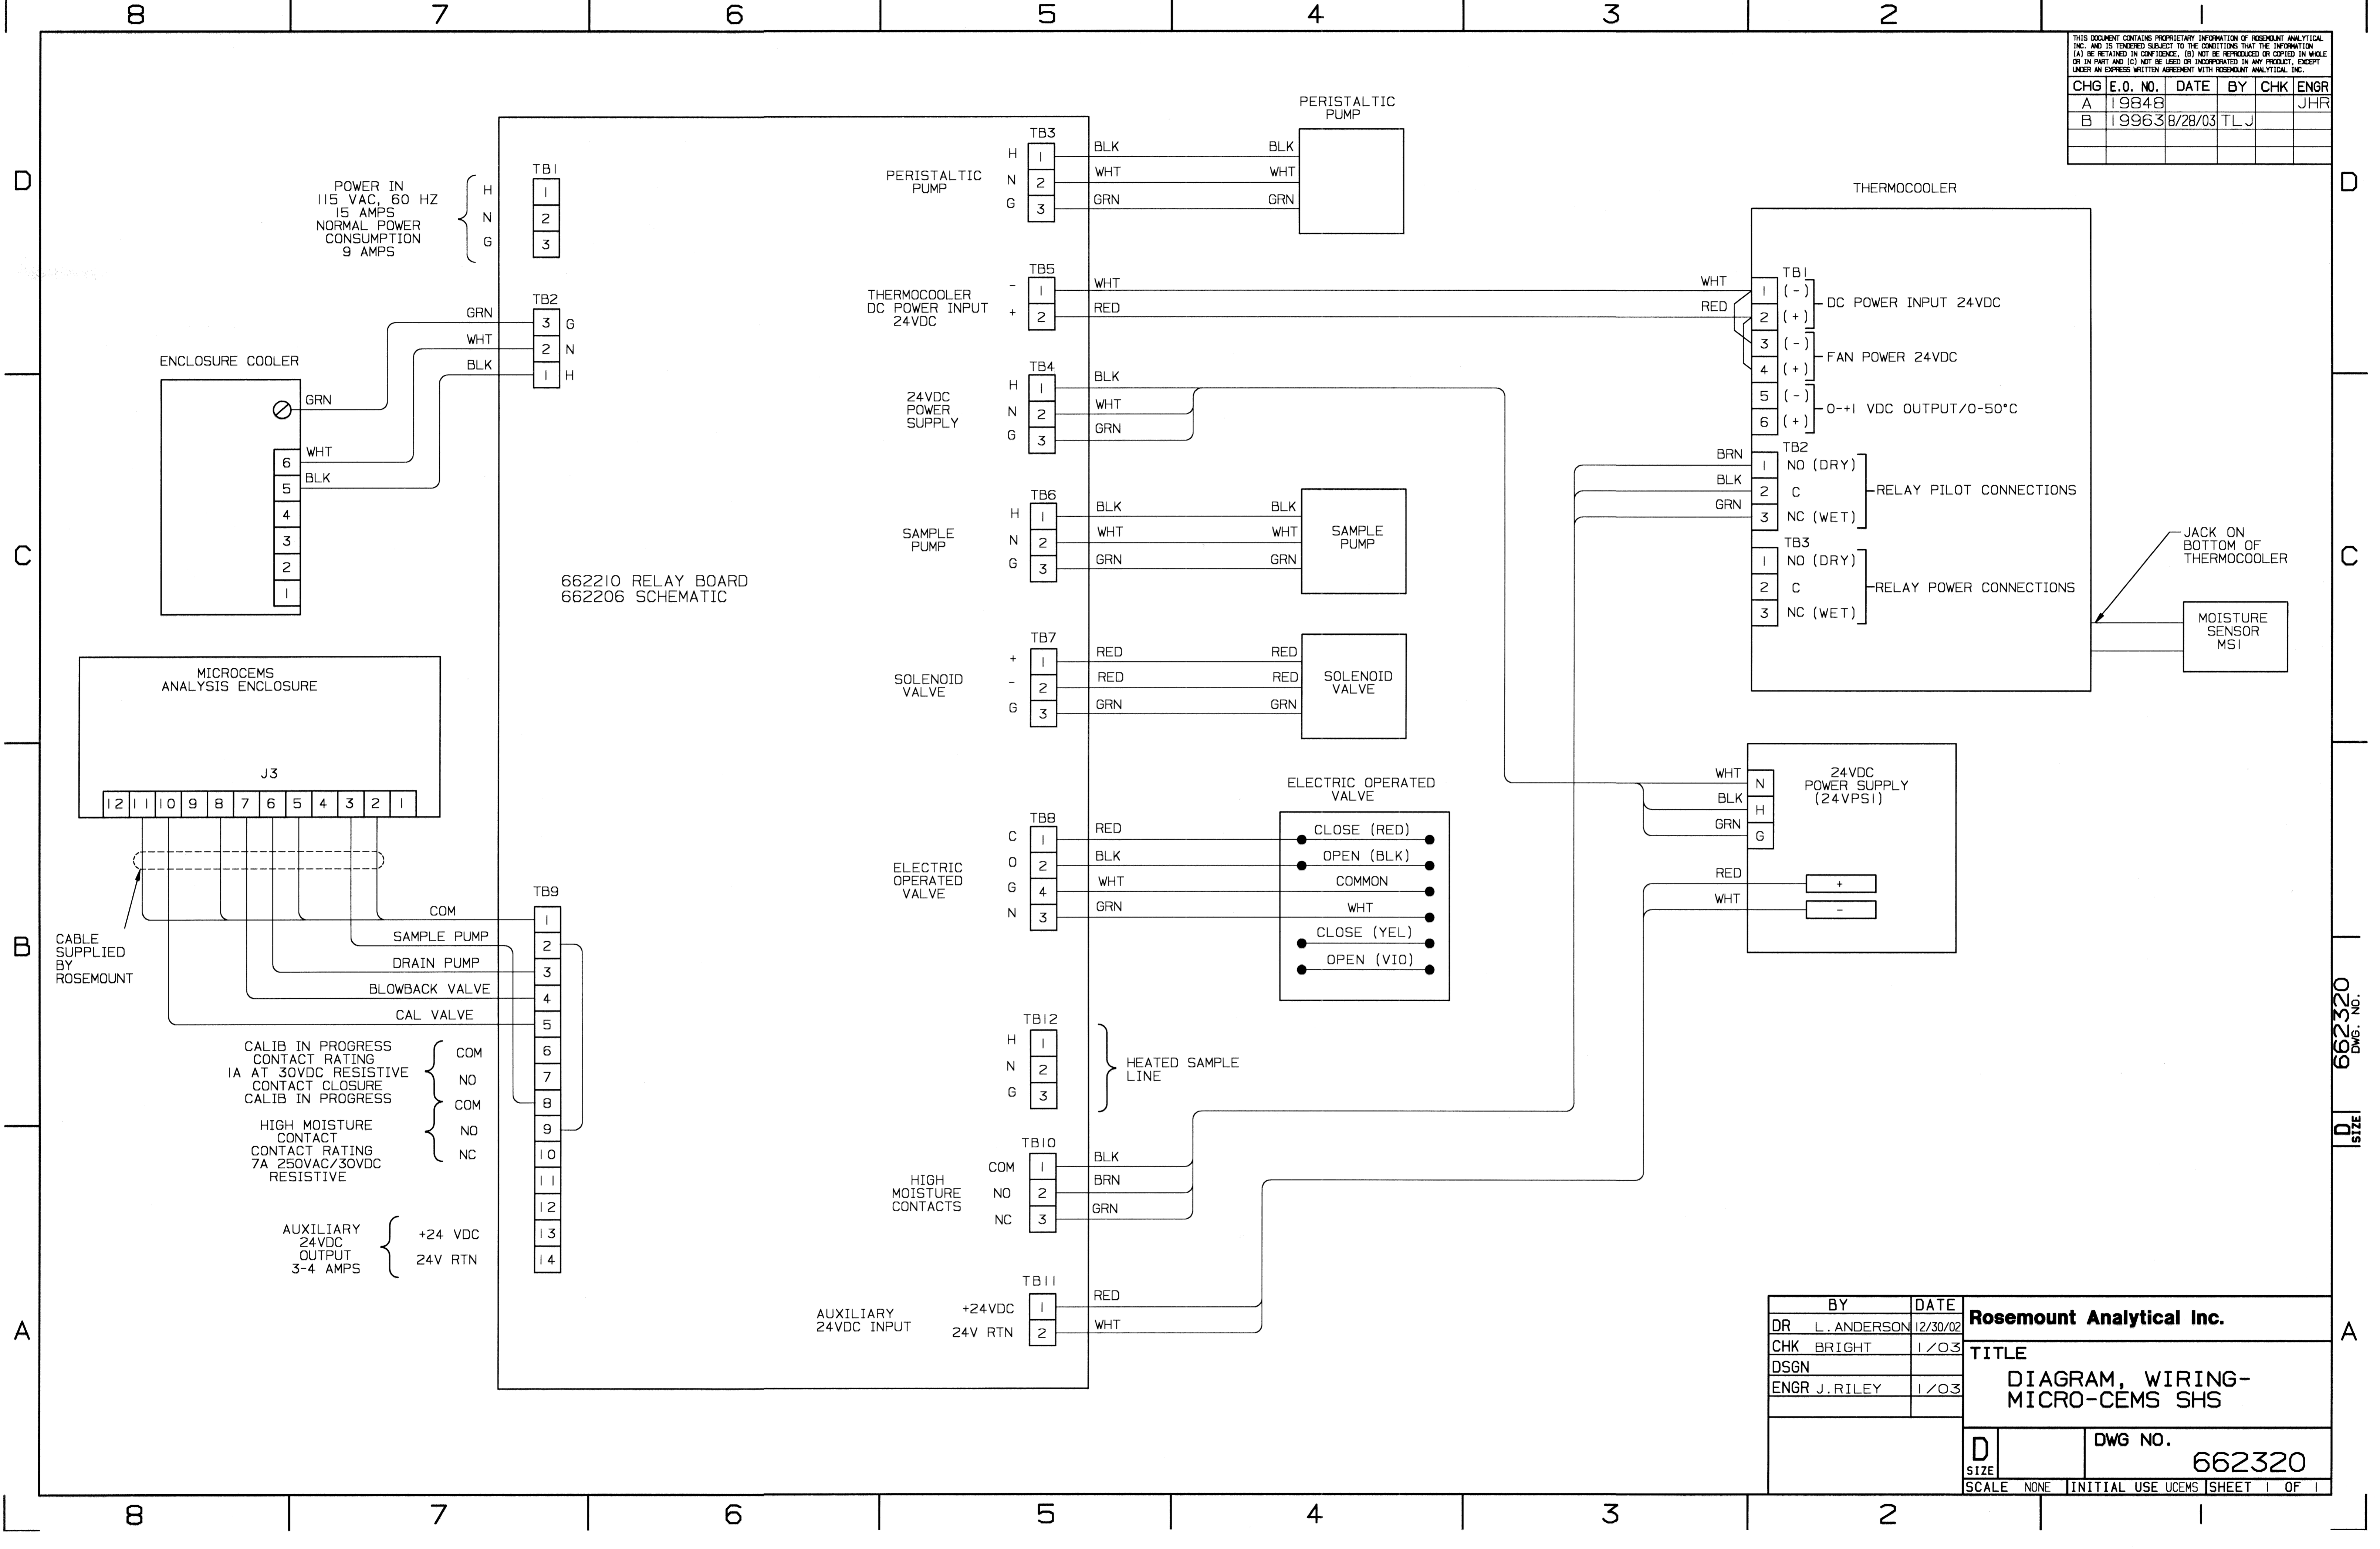 8 7 6 5 4 3 2 1
THIS DOCUMENT CONTAINS PROPRIETARY INFORMATION OF ROSEMOUNT ANALYTICAL
INC. AND IS TENDERED SUBJECT TO THE CONDITIONS THAT THE INFORMATION
(A) BE RETAINED IN CONFIDENCE, (B) NOT BE REPRODUCED OR COPIED IN WHOLE
OR IN PART AND (C) NOT BE USED OR INCORPORATED IN ANY PRODUCT, EXCEPT
UNDER AN EXPRESS WRITTEN AGREEMENT WITH ROSEMOUNT ANALYTICAL INC.
CHG E.O. NO. DATE BY CHK ENGR
A 19848 JHR
B 19963 8/28/03 TLJ
D
C
B
A
POWER IN
115 VAC, 60 HZ
15 AMPS
NORMAL POWER
CONSUMPTION
9 AMPS
H
N
G
TB1
1
2
3
TB2
GRN 3 G
WHT 2 N
BLK 1 H
ENCLOSURE COOLER
GRN
6 WHT
5 BLK
4
3
2
1
662210 RELAY BOARD
662206 SCHEMATIC
MICROCEMS
ANALYSIS ENCLOSURE
J3
12 11 10 9 8 7 6 5 4 3 2 1
CABLE
SUPPLIED
BY
ROSEMOUNT
TB9
COM 1
SAMPLE PUMP 2
DRAIN PUMP 3
BLOWBACK VALVE 4
CAL VALVE 5
6
7
8
9
10
11
12
13
14
CALIB IN PROGRESS
CONTACT RATING
1A AT 30VDC RESISTIVE
CONTACT CLOSURE
CALIB IN PROGRESS
COM
NO
HIGH MOISTURE
CONTACT
CONTACT RATING
7A 250VAC/30VDC
RESISTIVE
COM
NO
NC
AUXILIARY
24VDC
OUTPUT
3-4 AMPS
+24 VDC
24V RTN
TB3
PERISTALTIC
PUMP
H 1 BLK BLK
N 2 WHT WHT
G 3 GRN GRN
PERISTALTIC
PUMP
TB5
THERMOCOOLER
DC POWER INPUT
24VDC
- 1 WHT WHT
+ 2 RED RED
TB4
24VDC
POWER
SUPPLY
H 1 BLK
N 2 WHT
G 3 GRN
TB6
SAMPLE
PUMP
H 1 BLK BLK
N 2 WHT WHT
G 3 GRN GRN
SAMPLE
PUMP
TB7
SOLENOID
VALVE
+ 1 RED RED
- 2 RED RED
G 3 GRN GRN
SOLENOID
VALVE
TB8
ELECTRIC
OPERATED
VALVE
C 1 RED
O 2 BLK
G 4 WHT
N 3 GRN
ELECTRIC OPERATED
VALVE
CLOSE (RED)
OPEN (BLK)
COMMON
WHT
CLOSE (YEL)
OPEN (VIO)
TB12
H 1
N 2
G 3
HEATED SAMPLE
LINE
TB10
HIGH
MOISTURE
CONTACTS
COM 1 BLK
NO 2 BRN
NC 3 GRN
TB11
AUXILIARY
24VDC INPUT
+24VDC 1 RED
24V RTN 2 WHT
THERMOCOOLER
TB1
1 (-)
2 (+)
DC POWER INPUT 24VDC
3 (-)
4 (+)
FAN POWER 24VDC
5 (-)
6 (+)
0-+1 VDC OUTPUT/0-50°C
TB2
BRN 1 NO (DRY)
BLK 2 C
GRN 3 NC (WET)
RELAY PILOT CONNECTIONS
TB3
1 NO (DRY)
2 C
3 NC (WET)
RELAY POWER CONNECTIONS
JACK ON
BOTTOM OF
THERMOCOOLER
MOISTURE
SENSOR
MS1
24VDC
POWER SUPPLY
(24VPS1)
WHT N
BLK H
GRN G
RED +
WHT -
662320
DWG. NO.
D
SIZE
BY DATE
DR L. ANDERSON 12/30/02
CHK BRIGHT 1/03
DSGN
ENGR J.RILEY 1/03
Rosemount Analytical Inc.
TITLE
DIAGRAM, WIRING-
MICRO-CEMS SHS
D
SIZE
DWG NO.
662320
SCALE NONE INITIAL USE UCEMS SHEET 1 OF 1
D
C
B
A
8 7 6 5 4 3 2 1